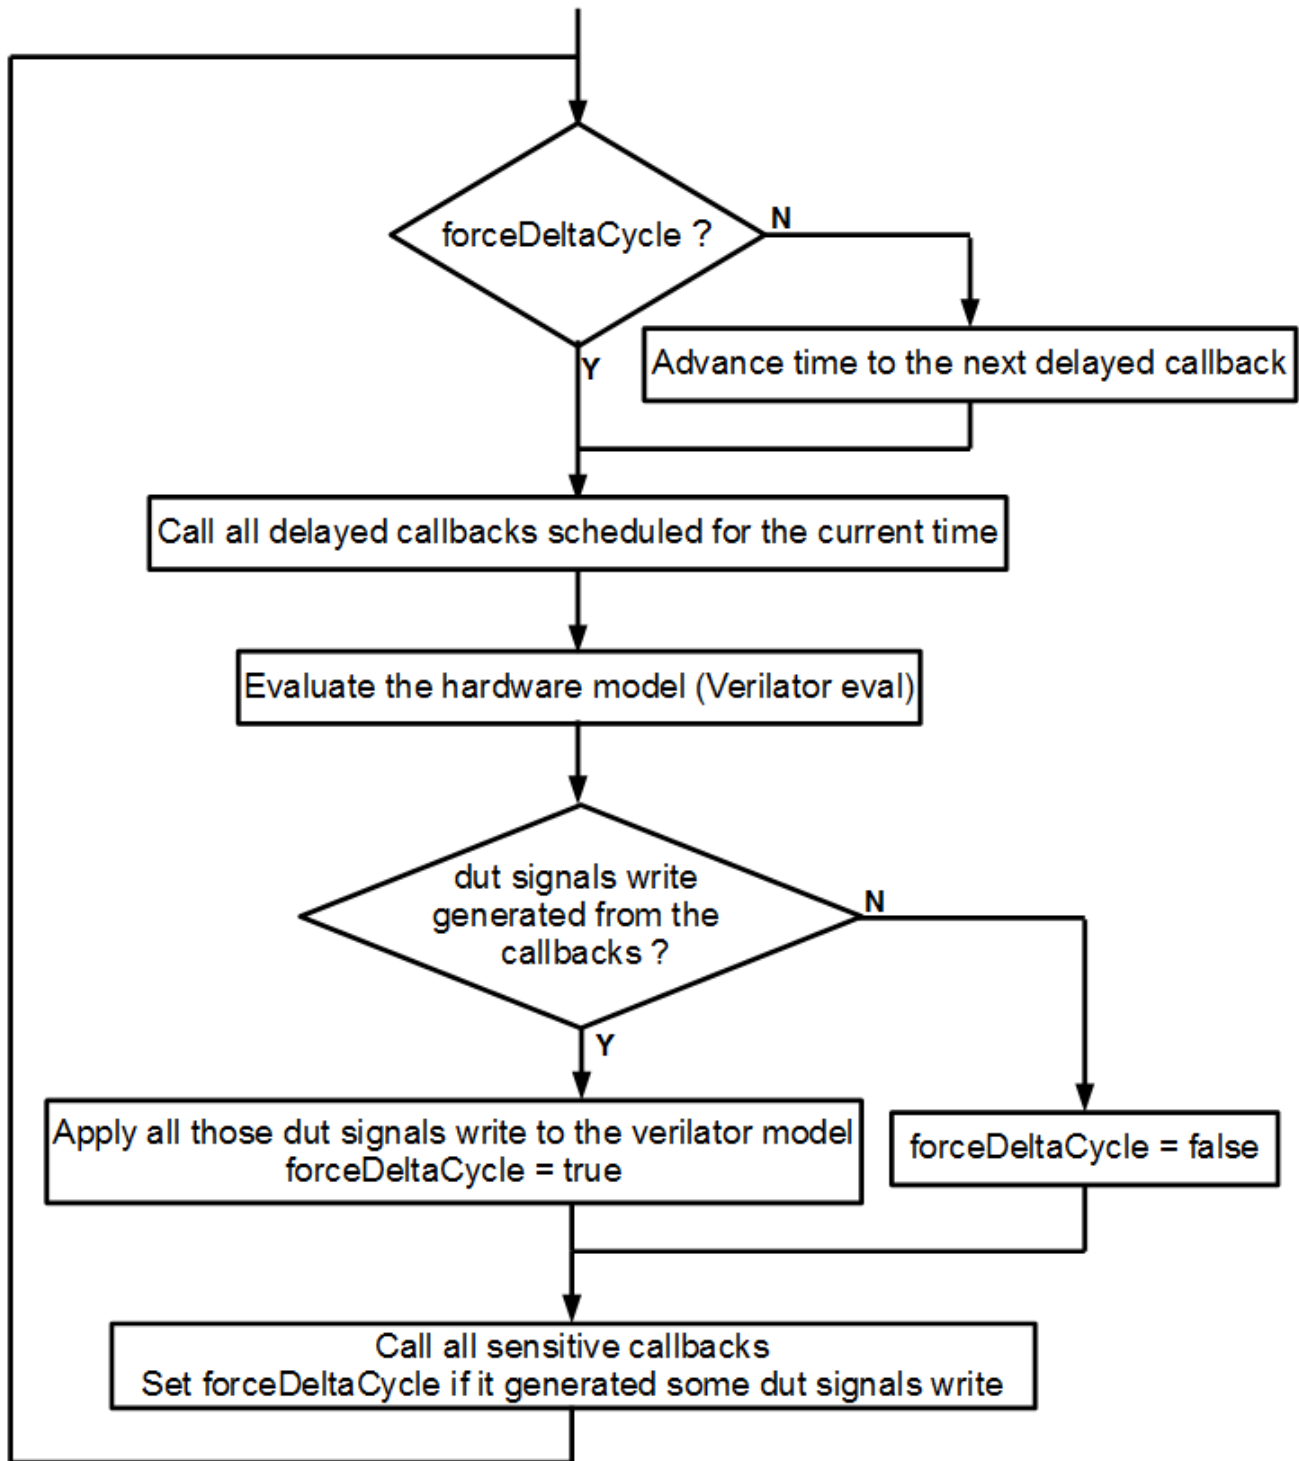 forceDeltaCycle ?
N
Y
Advance time to the next delayed callback
Call all delayed callbacks scheduled for the current time
Evaluate the hardware model (Verilator eval)
dut signals write
generated from the
callbacks ?
N
Y
Apply all those dut signals write to the verilator model
forceDeltaCycle = true
forceDeltaCycle = false
Call all sensitive callbacks
Set forceDeltaCycle if it generated some dut signals write